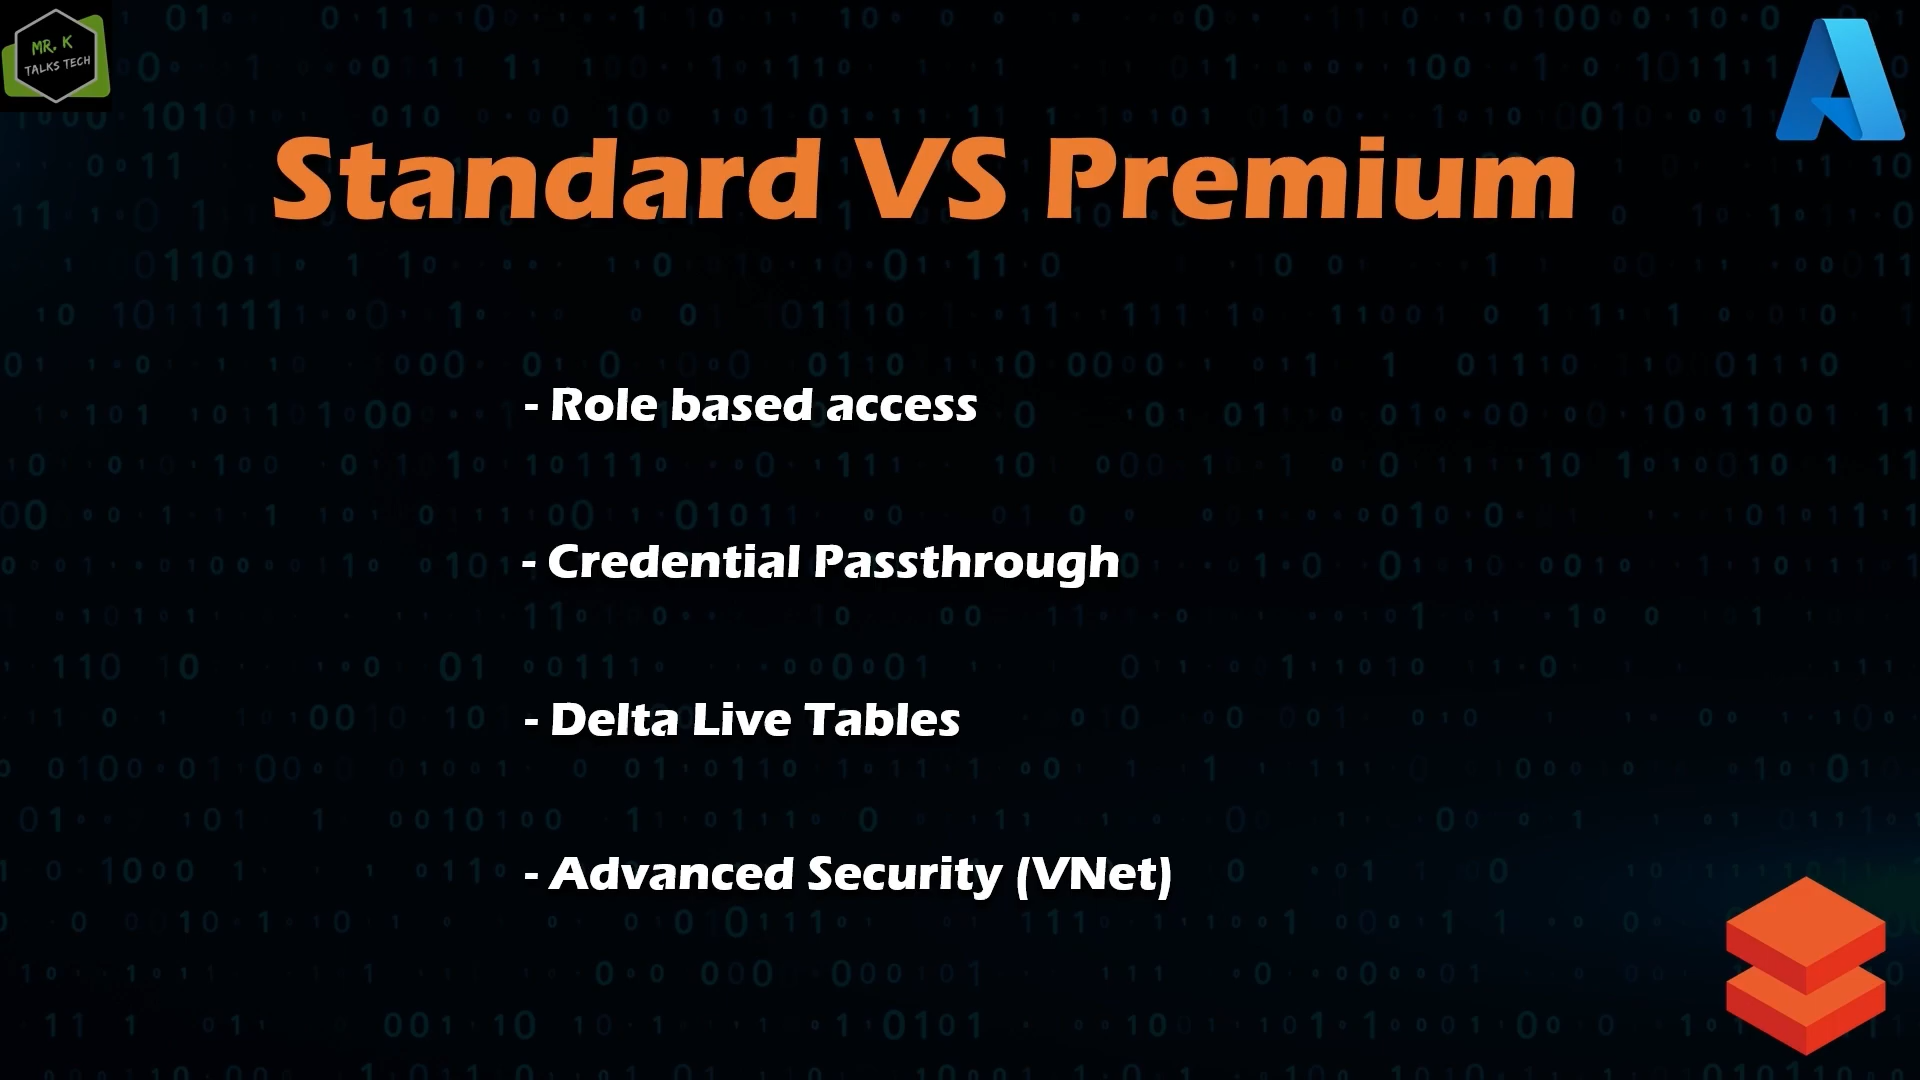 MR. K
TALKS TECH
Standard VS Premium
- Role based access
- Credential Passthrough
- Delta Live Tables
- Advanced Security (VNet)